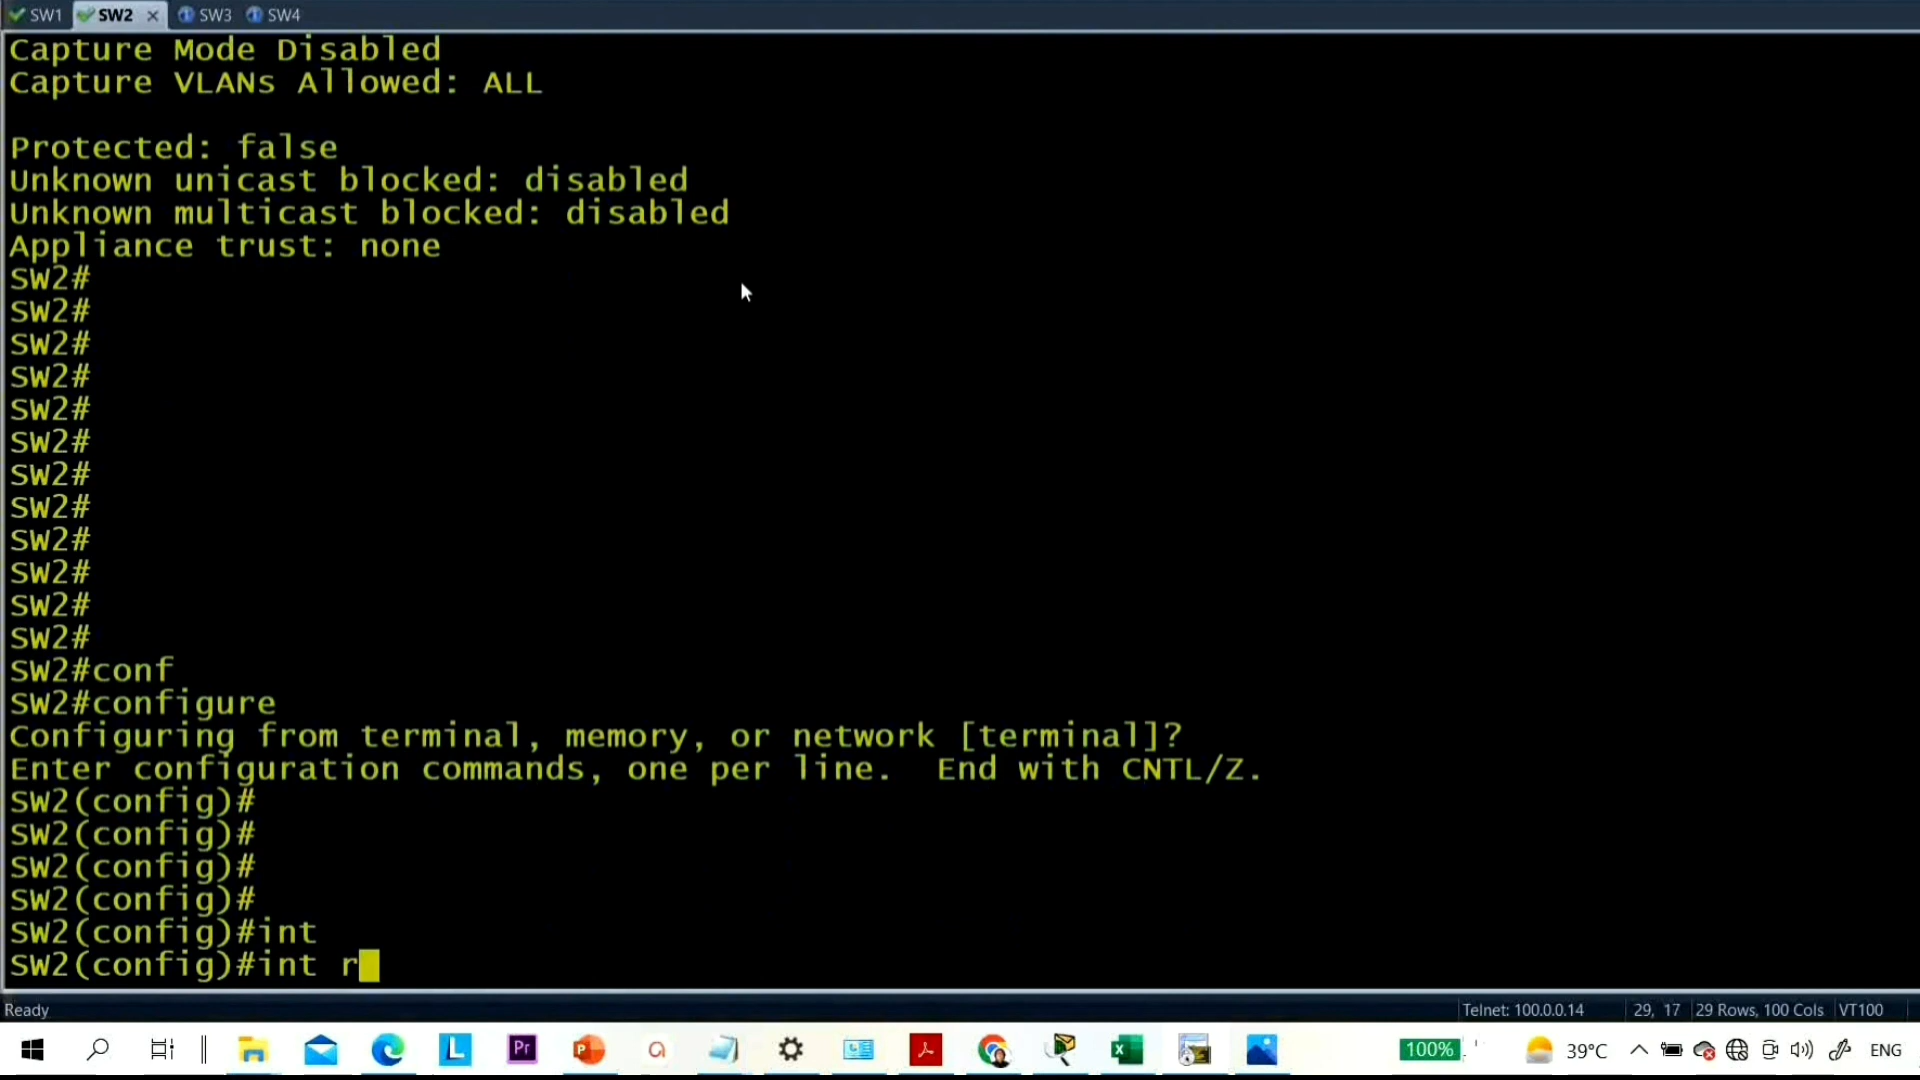 SW1 SW2 SW3 SW4
Capture Mode Disabled
Capture VLANs Allowed: ALL
Protected: false
Unknown unicast blocked: disabled
Unknown multicast blocked: disabled
Appliance trust: none
SW2#
SW2#
SW2#
SW2#
SW2#
SW2#
SW2#
SW2#
SW2#
SW2#
SW2#
SW2#
SW2#conf
SW2#configure
Configuring from terminal, memory, or network [terminal]?
Enter configuration commands, one per line.  End with CNTL/Z.
SW2(config)#
SW2(config)#
SW2(config)#
SW2(config)#
SW2(config)#int
SW2(config)#int r
Ready Telnet: 100.0.0.14 29, 17 29 Rows, 100 Cols VT100
L Pr P a X 100% 39°C ENG